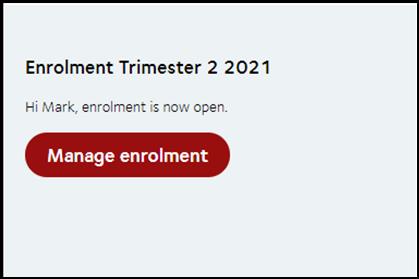 Enrolment Trimester 2 2021
Hi Mark, enrolment is now open.
Manage enrolment